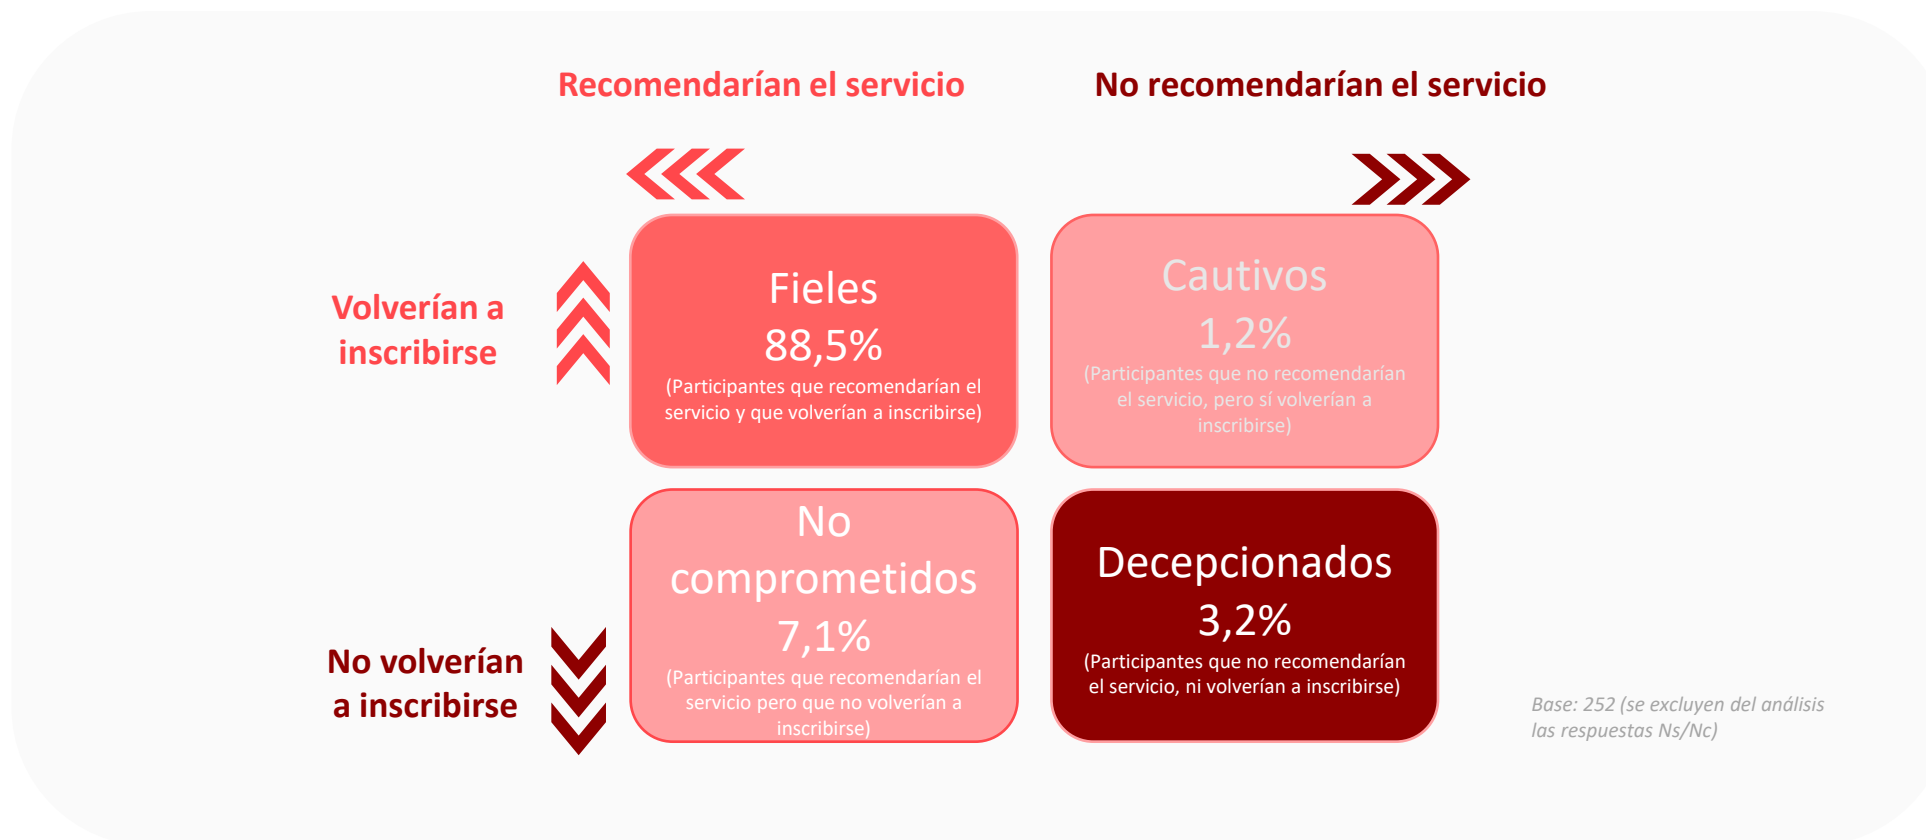 Recomendarían el servicio
No recomendarían el servicio
Volverían a
inscribirse
Fieles
88,5%
(Participantes que recomendarían el
servicio y que volverían a inscribirse)
Cautivos
1,2%
(Participantes que no recomendarían
el servicio, pero sí volverían a
inscribirse)
No volverían
a inscribirse
No
comprometidos
7,1%
(Participantes que recomendarían el
servicio pero que no volverían a
inscribirse)
Decepcionados
3,2%
(Participantes que no recomendarían
el servicio, ni volverían a inscribirse)
Base: 252 (se excluyen del análisis
las respuestas Ns/Nc)